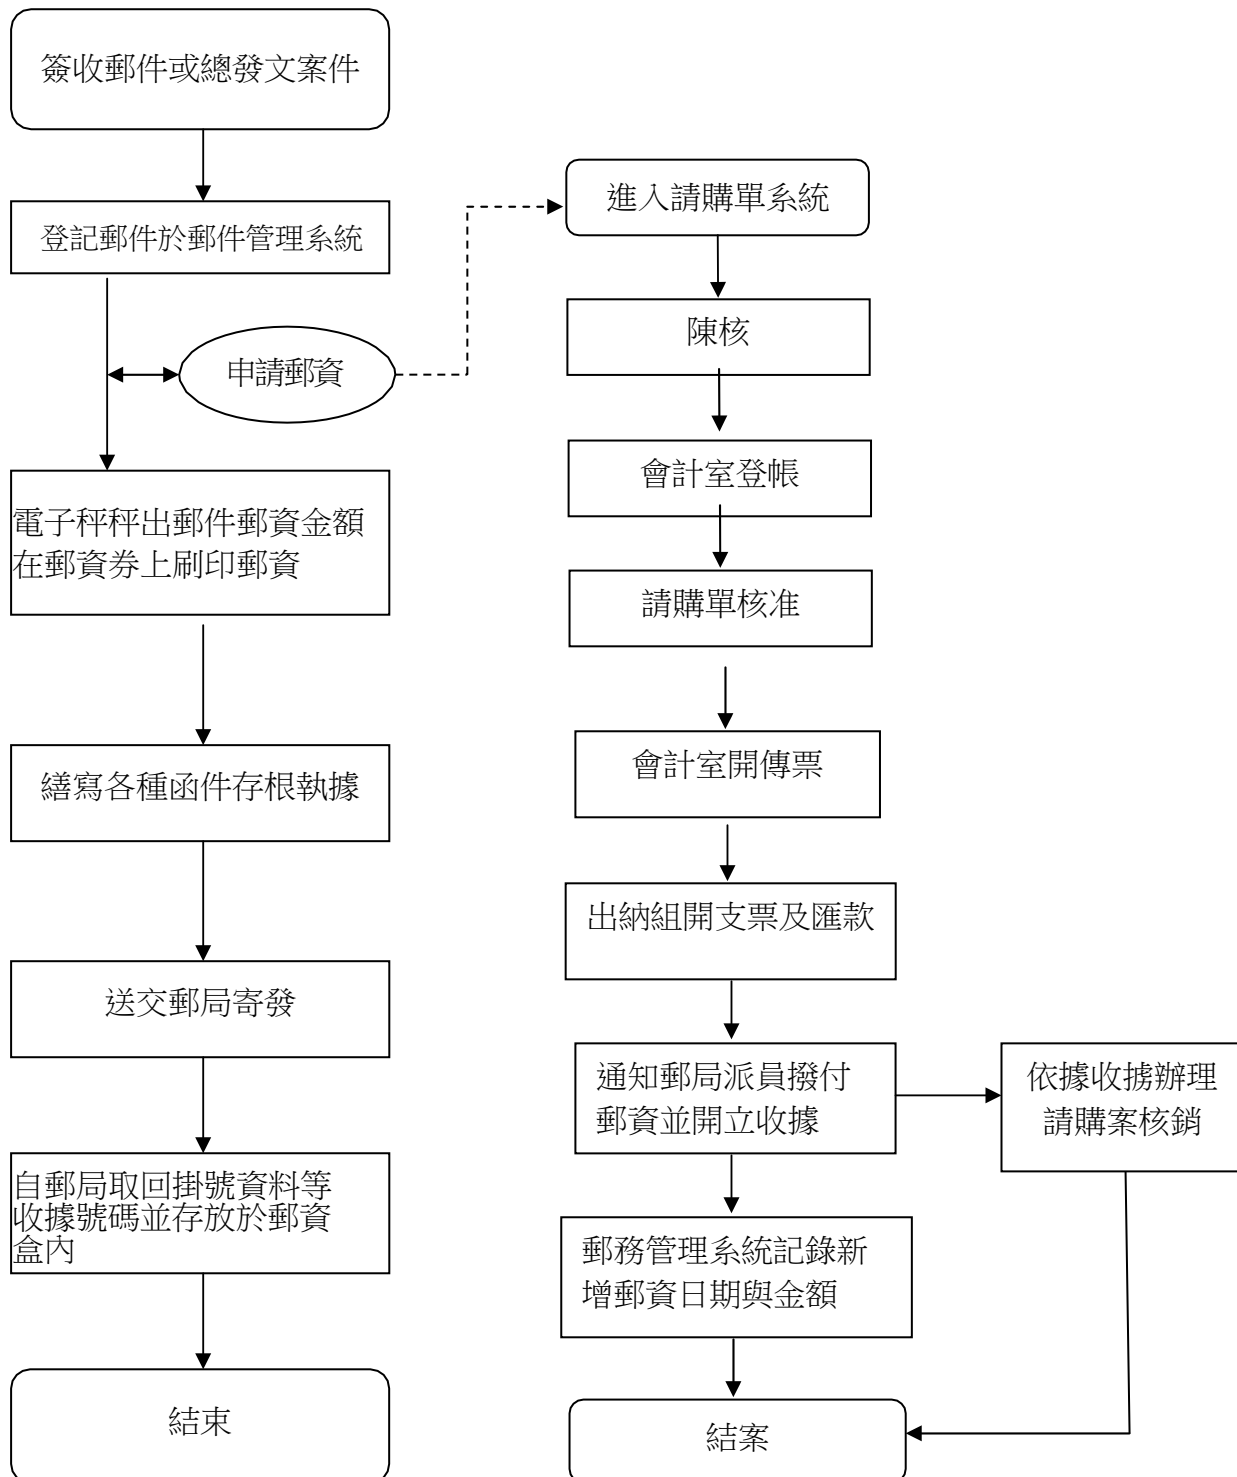 簽收郵件或總發文案件
登記郵件於郵件管理系統
申請郵資
電子秤秤出郵件郵資金額
在郵資券上刷印郵資
繕寫各種函件存根執據
送交郵局寄發
自郵局取回掛號資料等
收據號碼並存放於郵資
盒內
結束
進入請購單系統
陳核
會計室登帳
請購單核准
會計室開傳票
出納組開支票及匯款
通知郵局派員撥付
郵資並開立收據
依據收掳辦理
請購案核銷
郵務管理系統記錄新
增郵資日期與金額
結案